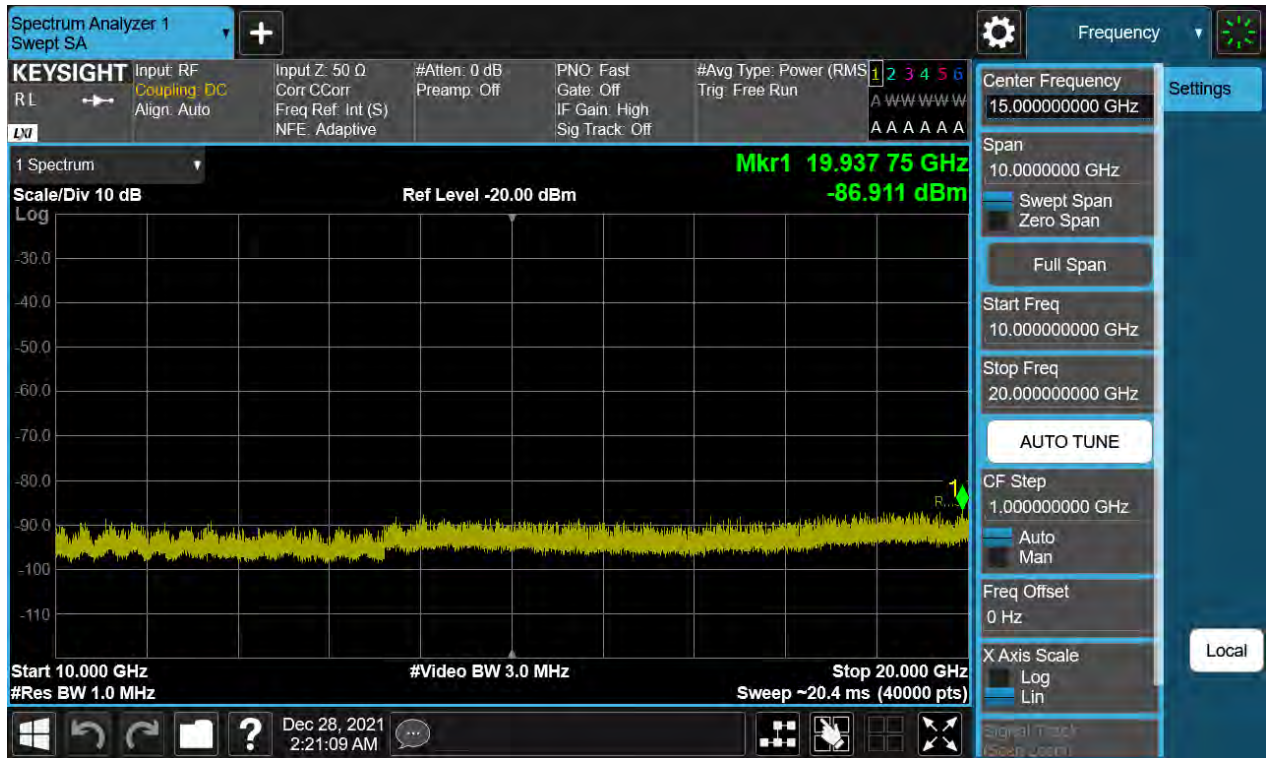 Spectrum Analyzer 1
Swept SA
+
Frequency
KEYSIGHT
RL
LXI
Input: RF
Coupling: DC
Align: Auto
Input Z: 50 Ω
Corr CCorr
Freq Ref: Int (S)
NFE: Adaptive
#Atten: 0 dB
Preamp: Off
PNO: Fast
Gate: Off
IF Gain: High
Sig Track: Off
#Avg Type: Power (RMS
Trig: Free Run
1 2 3 4 5 6
A W W W W W
A A A A A A
1 Spectrum
Scale/Div 10 dB
Ref Level -20.00 dBm
Mkr1 19.937 75 GHz
-86.911 dBm
Log
-30.0
-40.0
-50.0
-60.0
-70.0
-80.0
-90.0
-100
-110
1
R...
Start 10.000 GHz
#Video BW 3.0 MHz
Stop 20.000 GHz
#Res BW 1.0 MHz
Sweep ~20.4 ms (40000 pts)
Center Frequency
15.000000000 GHz
Settings
Span
10.0000000 GHz
Swept Span
Zero Span
Full Span
Start Freq
10.000000000 GHz
Stop Freq
20.000000000 GHz
AUTO TUNE
CF Step
1.000000000 GHz
Auto
Man
Freq Offset
0 Hz
X Axis Scale
Log
Lin
Local
Signal Track
(Span Zoom)
?
Dec 28, 2021
2:21:09 AM